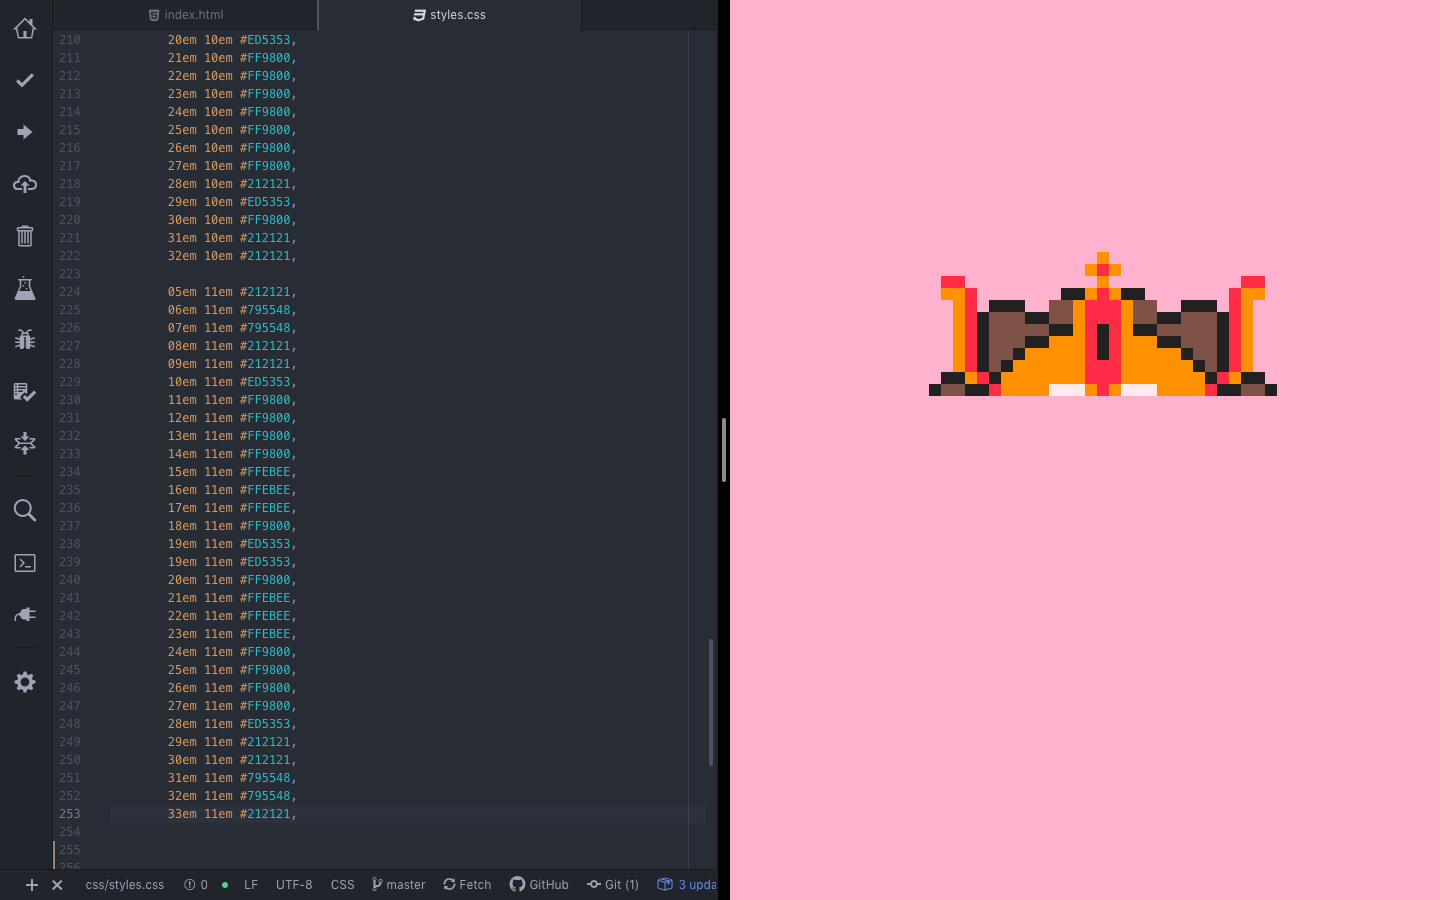 index.html
styles.css
210 20em 10em #ED5353,
211 21em 10em #FF9800,
212 22em 10em #FF9800,
213 23em 10em #FF9800,
214 24em 10em #FF9800,
215 25em 10em #FF9800,
216 26em 10em #FF9800,
217 27em 10em #FF9800,
218 28em 10em #212121,
219 29em 10em #ED5353,
220 30em 10em #FF9800,
221 31em 10em #212121,
222 32em 10em #212121,
223
224 05em 11em #212121,
225 06em 11em #795548,
226 07em 11em #795548,
227 08em 11em #212121,
228 09em 11em #212121,
229 10em 11em #ED5353,
230 11em 11em #FF9800,
231 12em 11em #FF9800,
232 13em 11em #FF9800,
233 14em 11em #FF9800,
234 15em 11em #FFEBEE,
235 16em 11em #FFEBEE,
236 17em 11em #FFEBEE,
237 18em 11em #FF9800,
238 19em 11em #ED5353,
239 19em 11em #ED5353,
240 20em 11em #FF9800,
241 21em 11em #FFEBEE,
242 22em 11em #FFEBEE,
243 23em 11em #FFEBEE,
244 24em 11em #FF9800,
245 25em 11em #FF9800,
246 26em 11em #FF9800,
247 27em 11em #FF9800,
248 28em 11em #ED5353,
249 29em 11em #212121,
250 30em 11em #212121,
251 31em 11em #795548,
252 32em 11em #795548,
253 33em 11em #212121,
254
255
256
css/styles.css 0 LF UTF-8 CSS master Fetch GitHub Git (1) 3 upda